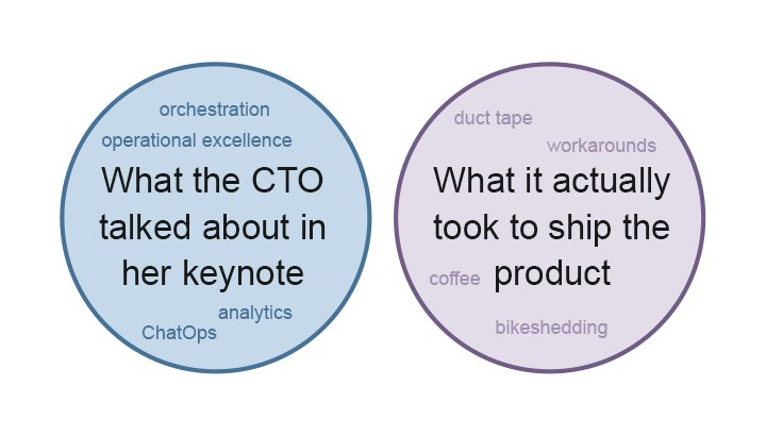 orchestration
operational excellence
What the CTO
talked about in
her keynote
analytics
ChatOps
duct tape
workarounds
What it actually
took to ship the
product
coffee
bikeshedding